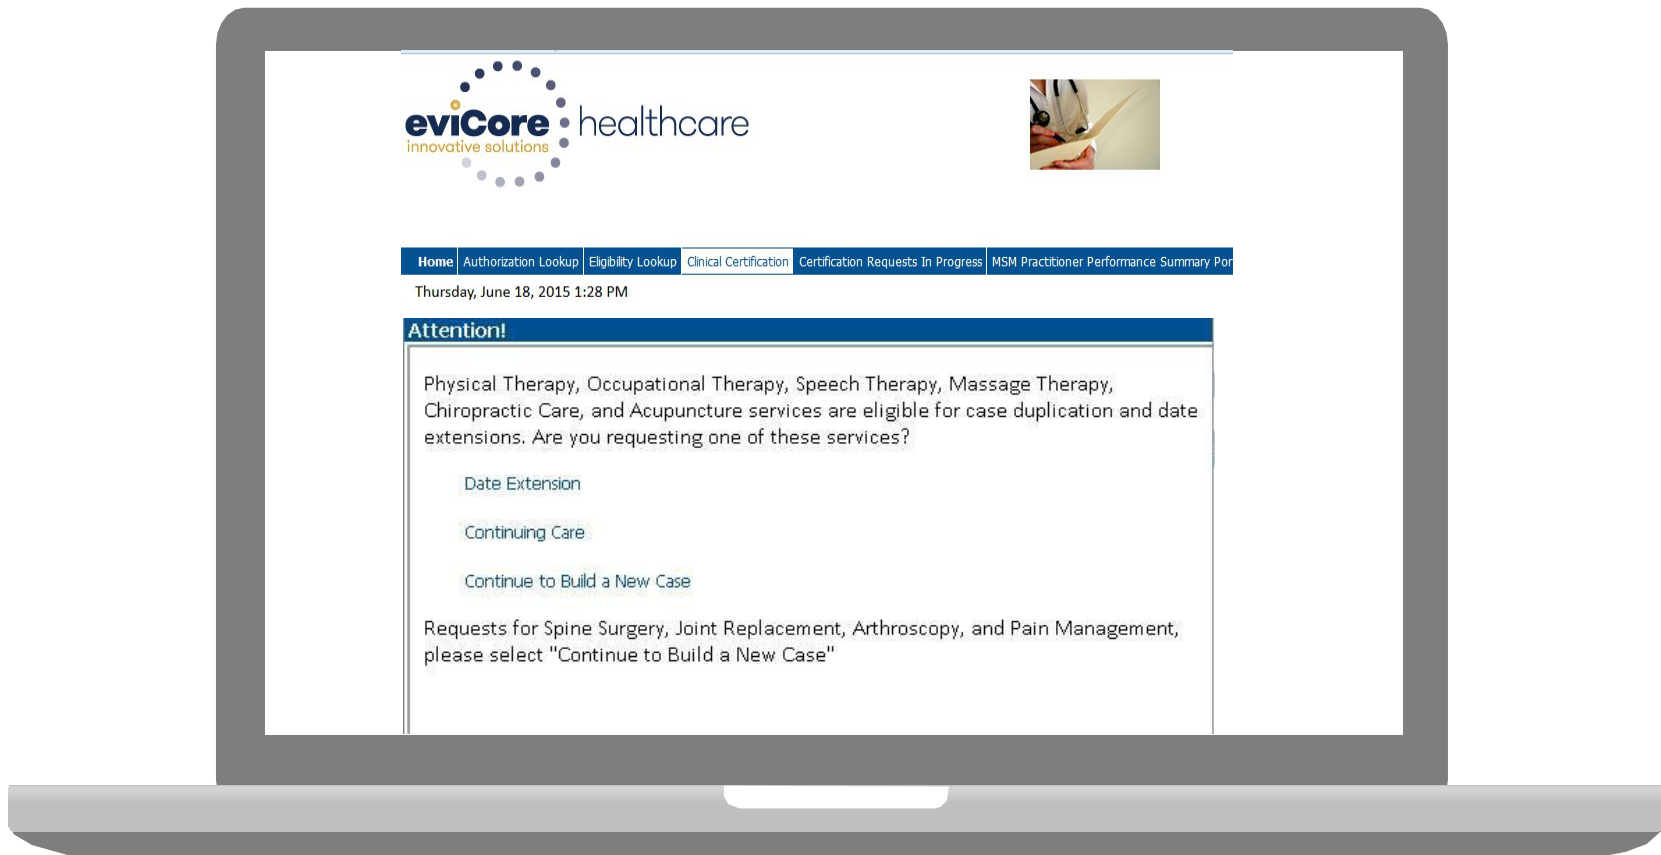 eviCore healthcare
innovative solutions
Home Authorization Lookup Eligibility Lookup Clinical Certification Certification Requests In Progress MSM Practitioner Performance Summary Por
Thursday, June 18, 2015 1:28 PM
Attention!
Physical Therapy, Occupational Therapy, Speech Therapy, Massage Therapy,
Chiropractic Care, and Acupuncture services are eligible for case duplication and date
extensions. Are you requesting one of these services?
Date Extension
Continuing Care
Continue to Build a New Case
Requests for Spine Surgery, Joint Replacement, Arthroscopy, and Pain Management,
please select "Continue to Build a New Case"